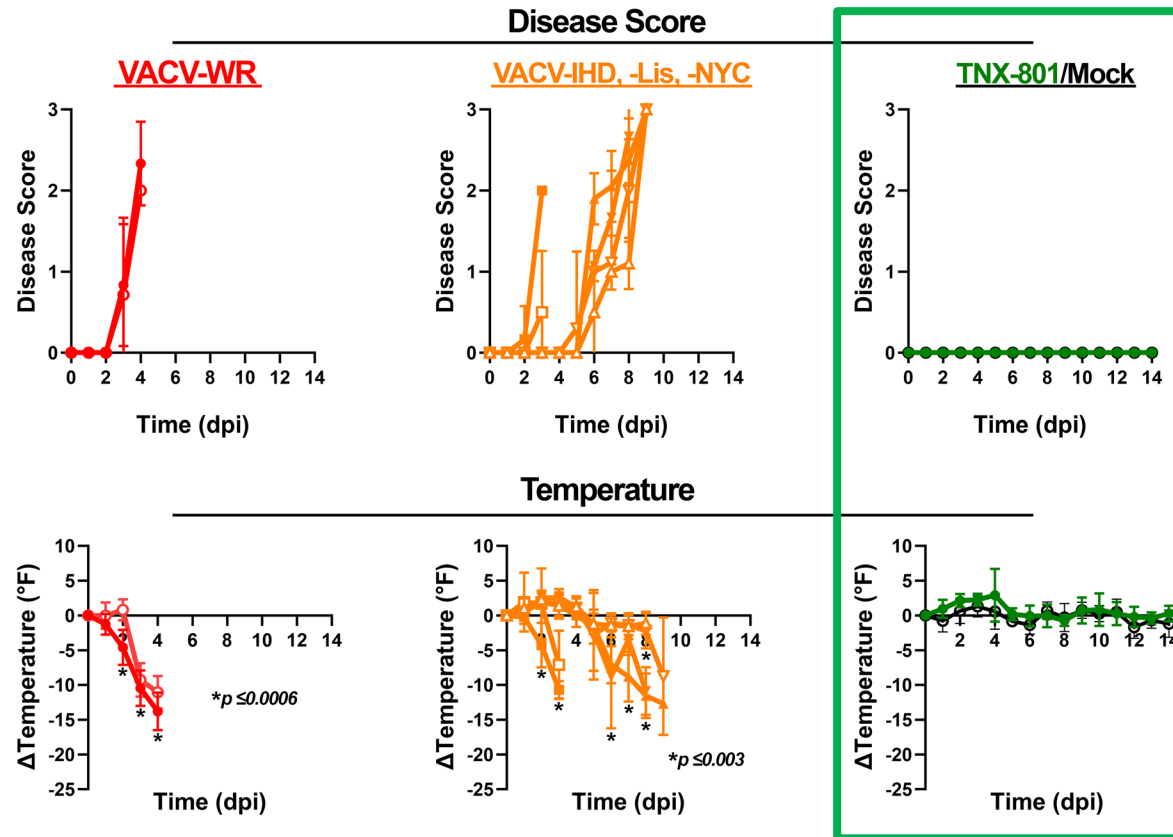 Disease Score
VACV-WR
VACV-IHD, -Lis, -NYC
TNX-801/Mock
Disease Score
3
2
1
0
0 2 4 6 8 10 12 14
Time (dpi)
Disease Score
3
2
1
0
0 2 4 6 8 10 12 14
Time (dpi)
Disease Score
3
2
1
0
0 2 4 6 8 10 12 14
Time (dpi)
Temperature
ΔTemperature (°F)
10
5
0
-5
-10
-15
-20
-25
2 4 6 8 10 12 14
*
*
*
*p ≤0.0006
Time (dpi)
ΔTemperature (°F)
10
5
0
-5
-10
-15
-20
-25
2 4 6 8 10 12 14
*
*
*
*
*
*
*p ≤0.003
Time (dpi)
ΔTemperature (°F)
10
5
0
-5
-10
-15
-20
-25
2 4 6 8 10 12 14
Time (dpi)